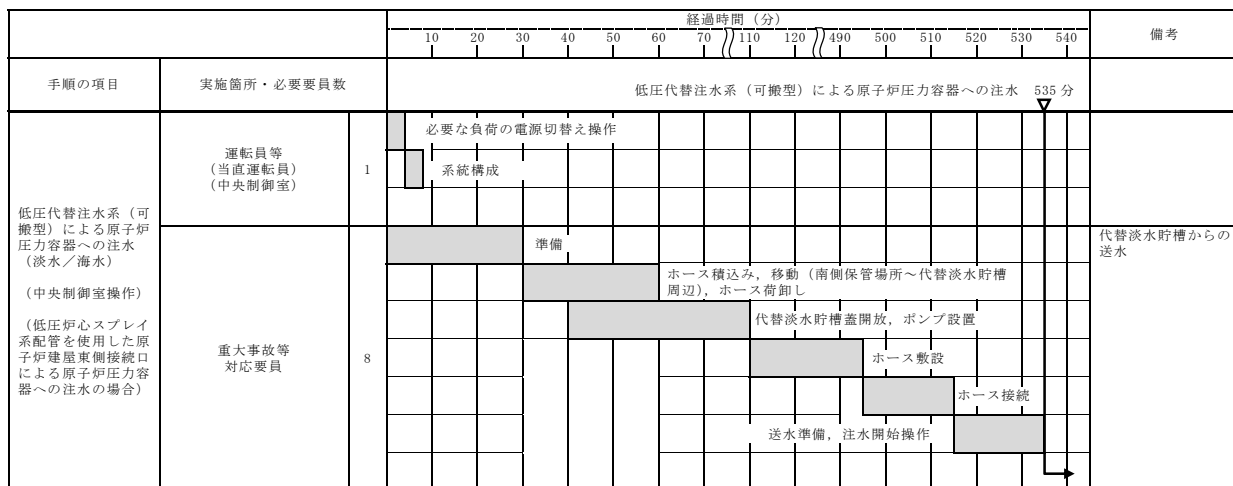 経過時間（分）
備考
10 20 30 40 50 60 70 110 120 490 500 510 520 530 540
手順の項目
実施箇所・必要要員数
低圧代替注水系（可搬型）による原子炉圧力容器への注水 535 分
低圧代替注水系（可
搬型）による原子炉
圧力容器への注水
（淡水／海水）
（中央制御室操作）
（低圧炉心スプレイ
系配管を使用した原
子炉建屋東側接続口
による原子炉圧力容
器への注水の場合）
運転員等
（当直運転員）
（中央制御室）
1
必要な負荷の電源切替え操作
系統構成
重大事故等
対応要員
8
準備
ホース積込み，移動（南側保管場所～代替淡水貯槽
周辺），ホース荷卸し
代替淡水貯槽蓋開放，ポンプ設置
ホース敷設
ホース接続
送水準備，注水開始操作
代替淡水貯槽からの
送水